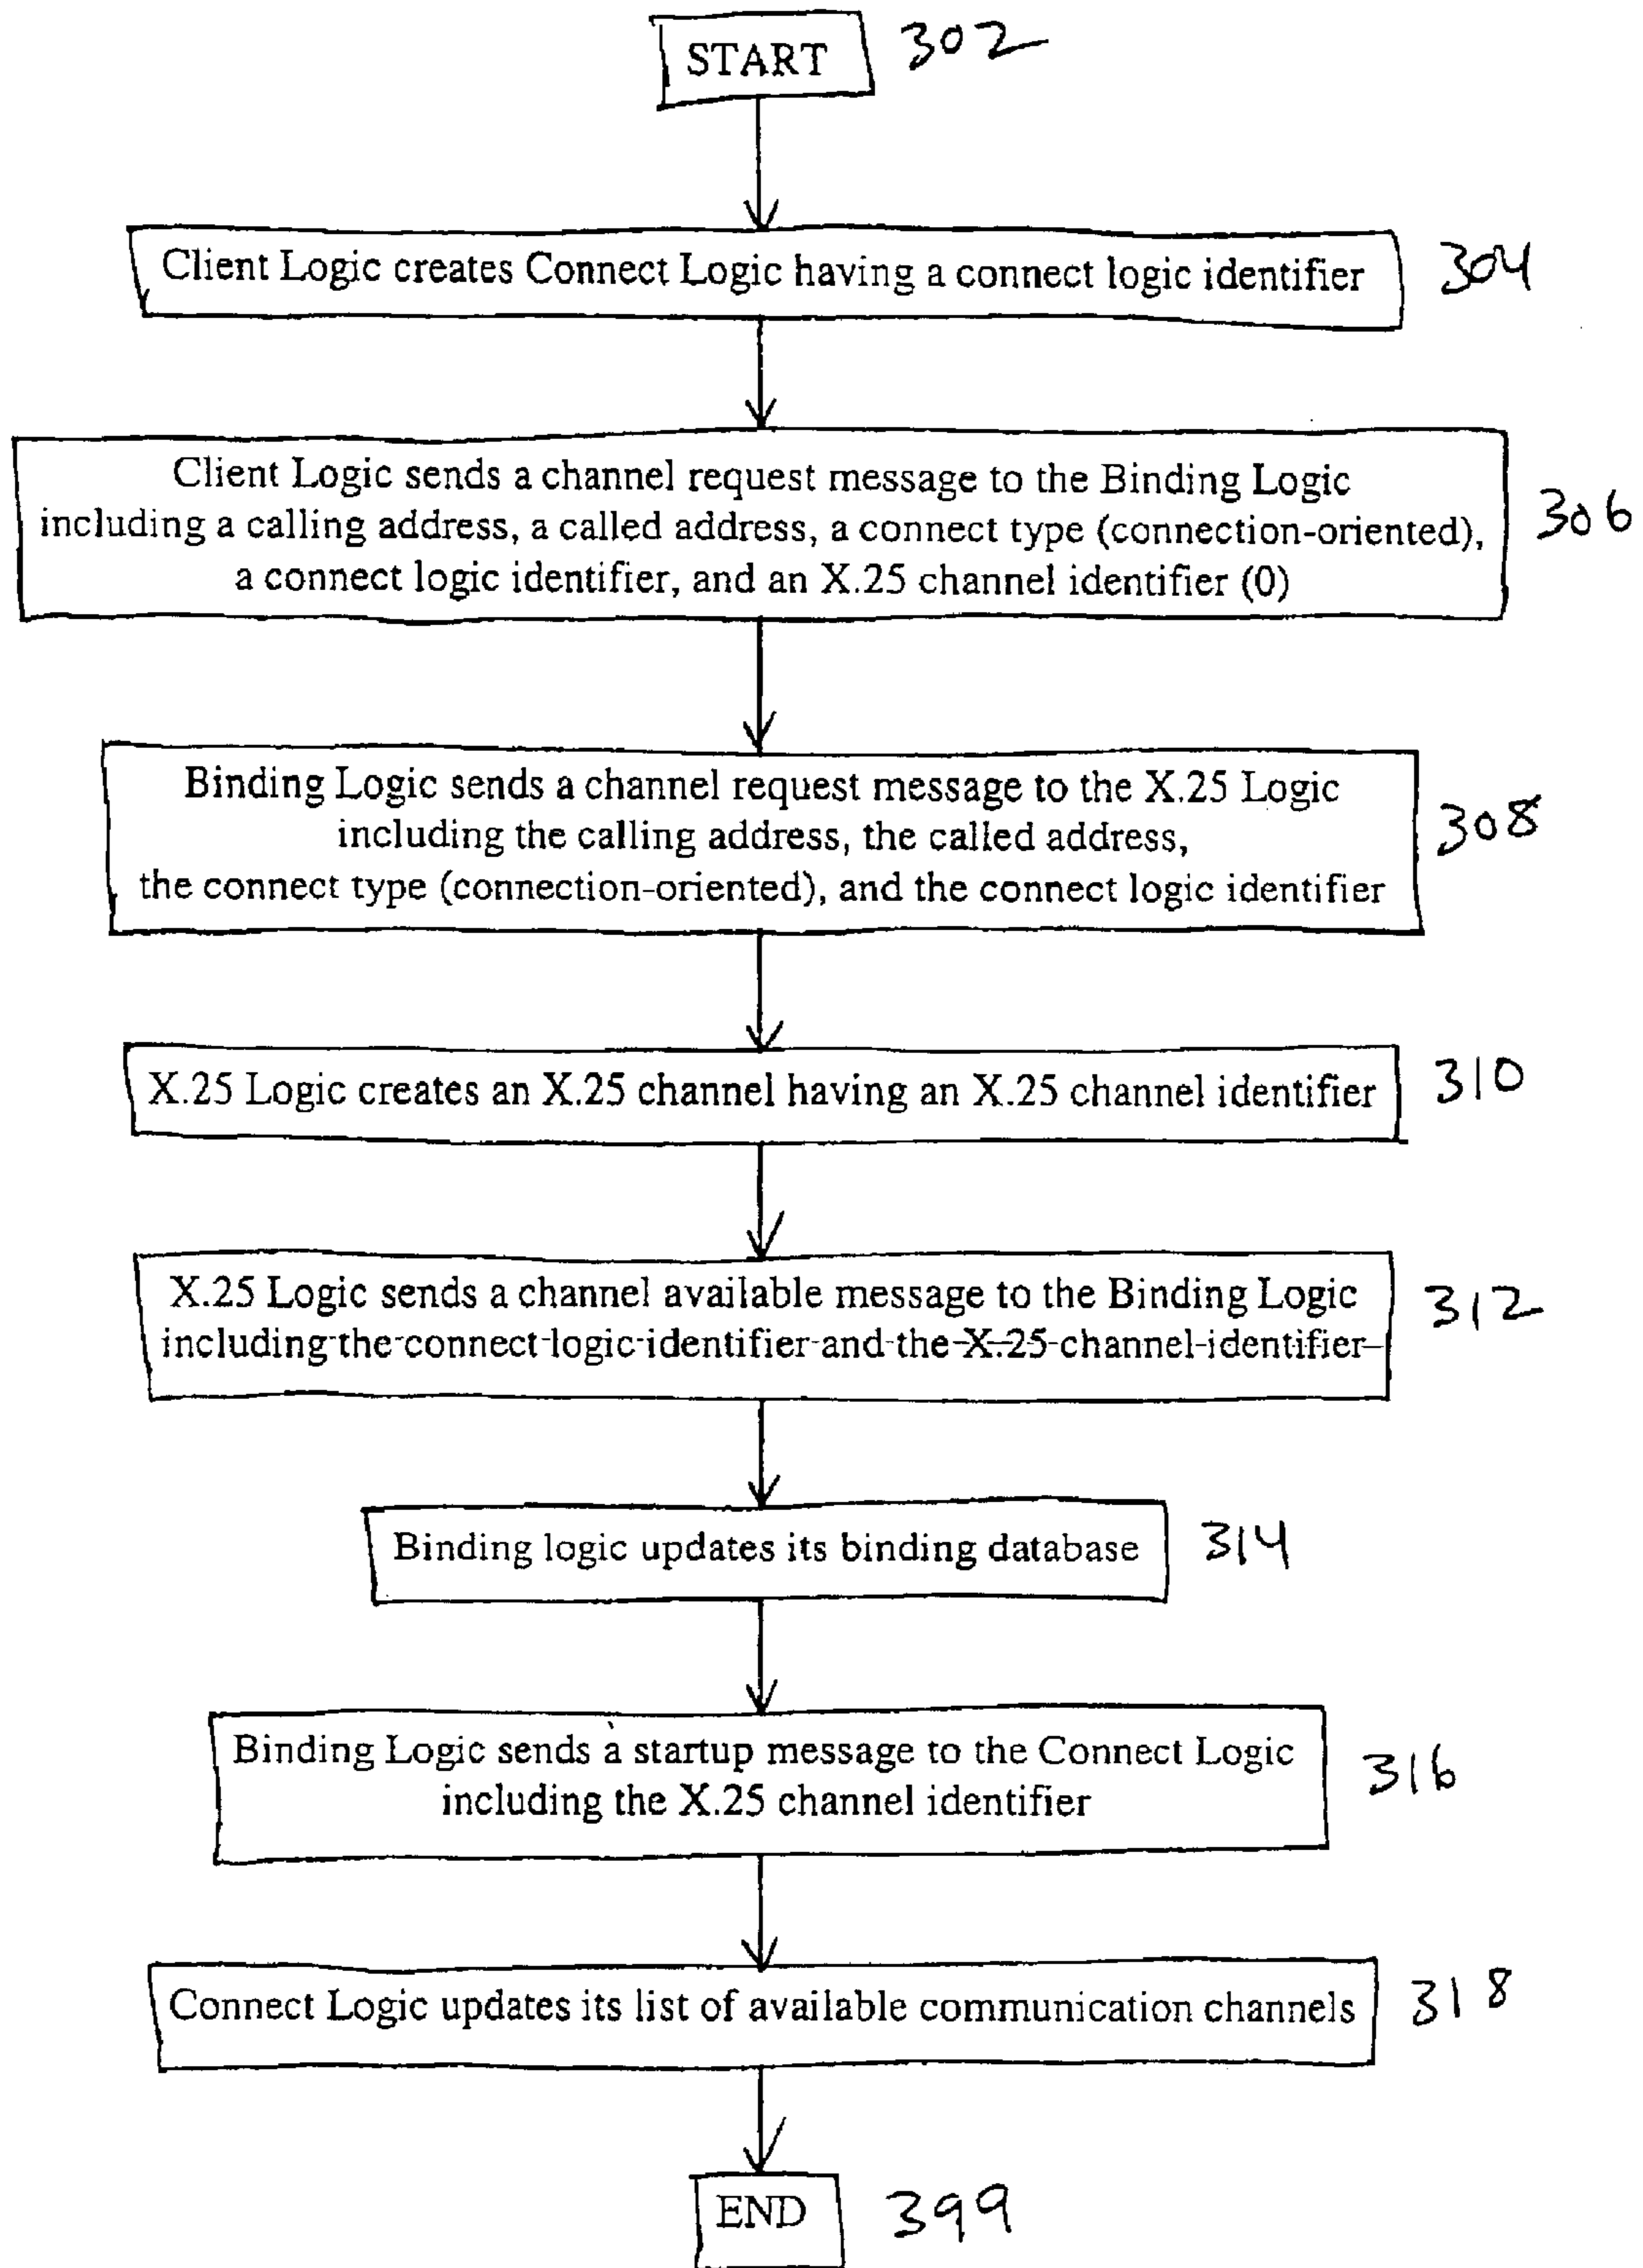 START 302
Client Logic creates Connect Logic having a connect logic identifier 304
Client Logic sends a channel request message to the Binding Logic
including a calling address, a called address, a connect type (connection-oriented), 306
a connect logic identifier, and an X.25 channel identifier (0)
Binding Logic sends a channel request message to the X.25 Logic
including the calling address, the called address, 308
the connect type (connection-oriented), and the connect logic identifier
X.25 Logic creates an X.25 channel having an X.25 channel identifier 310
X.25 Logic sends a channel available message to the Binding Logic 312
including the connect logic identifier and the X.25 channel identifier
Binding logic updates its binding database 314
Binding Logic sends a startup message to the Connect Logic 316
including the X.25 channel identifier
Connect Logic updates its list of available communication channels 318
END 399